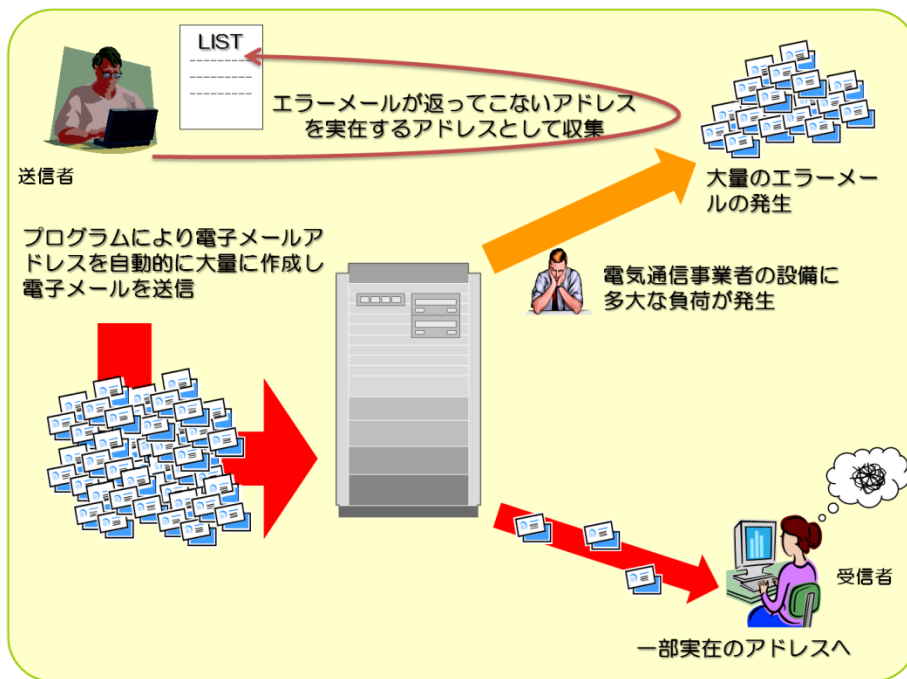 LIST
エラーメールが返ってこないアドレス
を実在するアドレスとして収集
送信者
大量のエラーメー
ルの発生
プログラムにより電子メールア
ドレスを自動的に大量に作成し
電子メールを送信
電気通信事業者の設備に
多大な負荷が発生
受信者
一部実在のアドレスへ